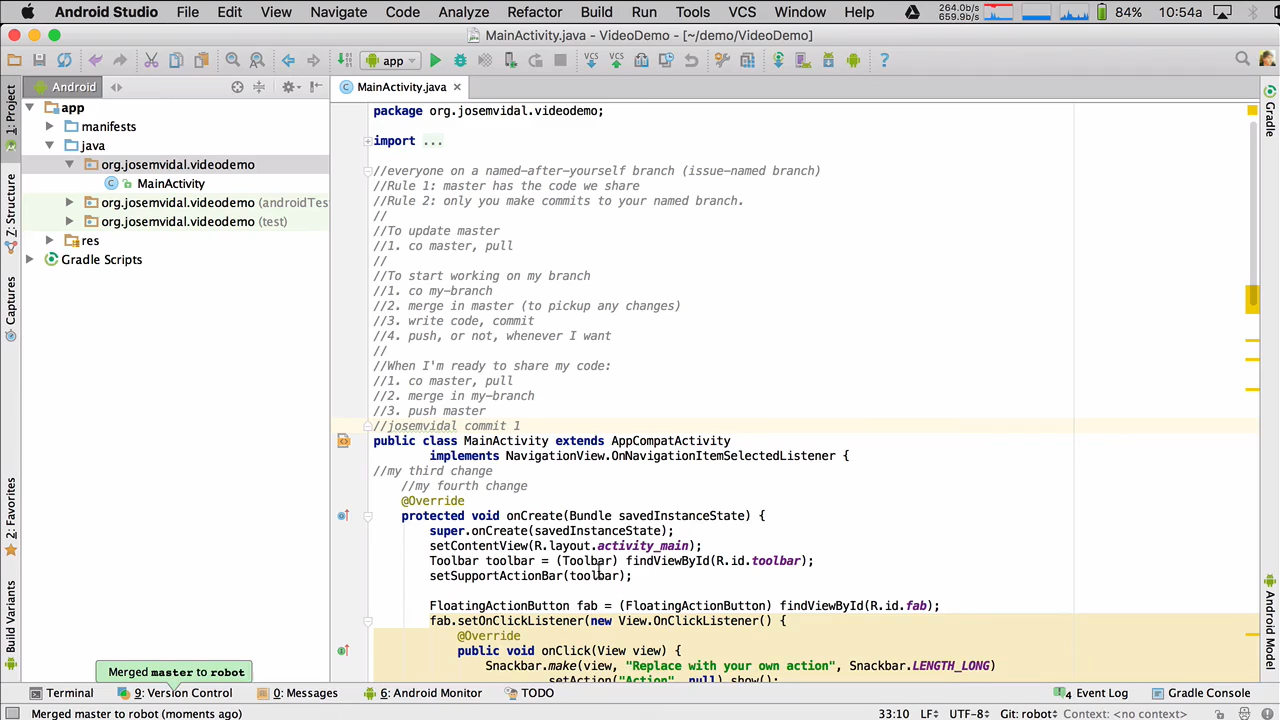 Android Studio File Edit View Navigate Code Analyze Refactor Build Run Tools VCS Window Help 264.0b/s 659.9b/s 84% 10:54a
MainActivity.java - VideoDemo - [~/demo/VideoDemo]
app
Android
MainActivity.java
1: Project
Z: Structure
Captures
2: Favorites
Build Variants
app
manifests
java
org.josemvidal.videodemo
MainActivity
org.josemvidal.videodemo (androidTes
org.josemvidal.videodemo (test)
res
Gradle Scripts
package org.josemvidal.videodemo;
import ...
//everyone on a named-after-yourself branch (issue-named branch)
//Rule 1: master has the code we share
//Rule 2: only you make commits to your named branch.
//
//To update master
//1. co master, pull
//
//To start working on my branch
//1. co my-branch
//2. merge in master (to pickup any changes)
//3. write code, commit
//4. push, or not, whenever I want
//
//When I'm ready to share my code:
//1. co master, pull
//2. merge in my-branch
//3. push master
//josemvidal commit 1
public class MainActivity extends AppCompatActivity
implements NavigationView.OnNavigationItemSelectedListener {
//my third change
//my fourth change
@Override
protected void onCreate(Bundle savedInstanceState) {
super.onCreate(savedInstanceState);
setContentView(R.layout.activity_main);
Toolbar toolbar = (Toolbar) findViewById(R.id.toolbar);
setSupportActionBar(toolbar);
FloatingActionButton fab = (FloatingActionButton) findViewById(R.id.fab);
fab.setOnClickListener(new View.OnClickListener() {
@Override
public void onClick(View view) {
Snackbar.make(view, "Replace with your own action", Snackbar.LENGTH_LONG)
.setAction("Action", null).show();
Gradle
Android Model
Merged master to robot
Terminal 9: Version Control 0: Messages 6: Android Monitor TODO 4 Event Log Gradle Console
Merged master to robot (moments ago) 33:10 LF÷ UTF-8÷ Git: robot÷ Context: <no context>